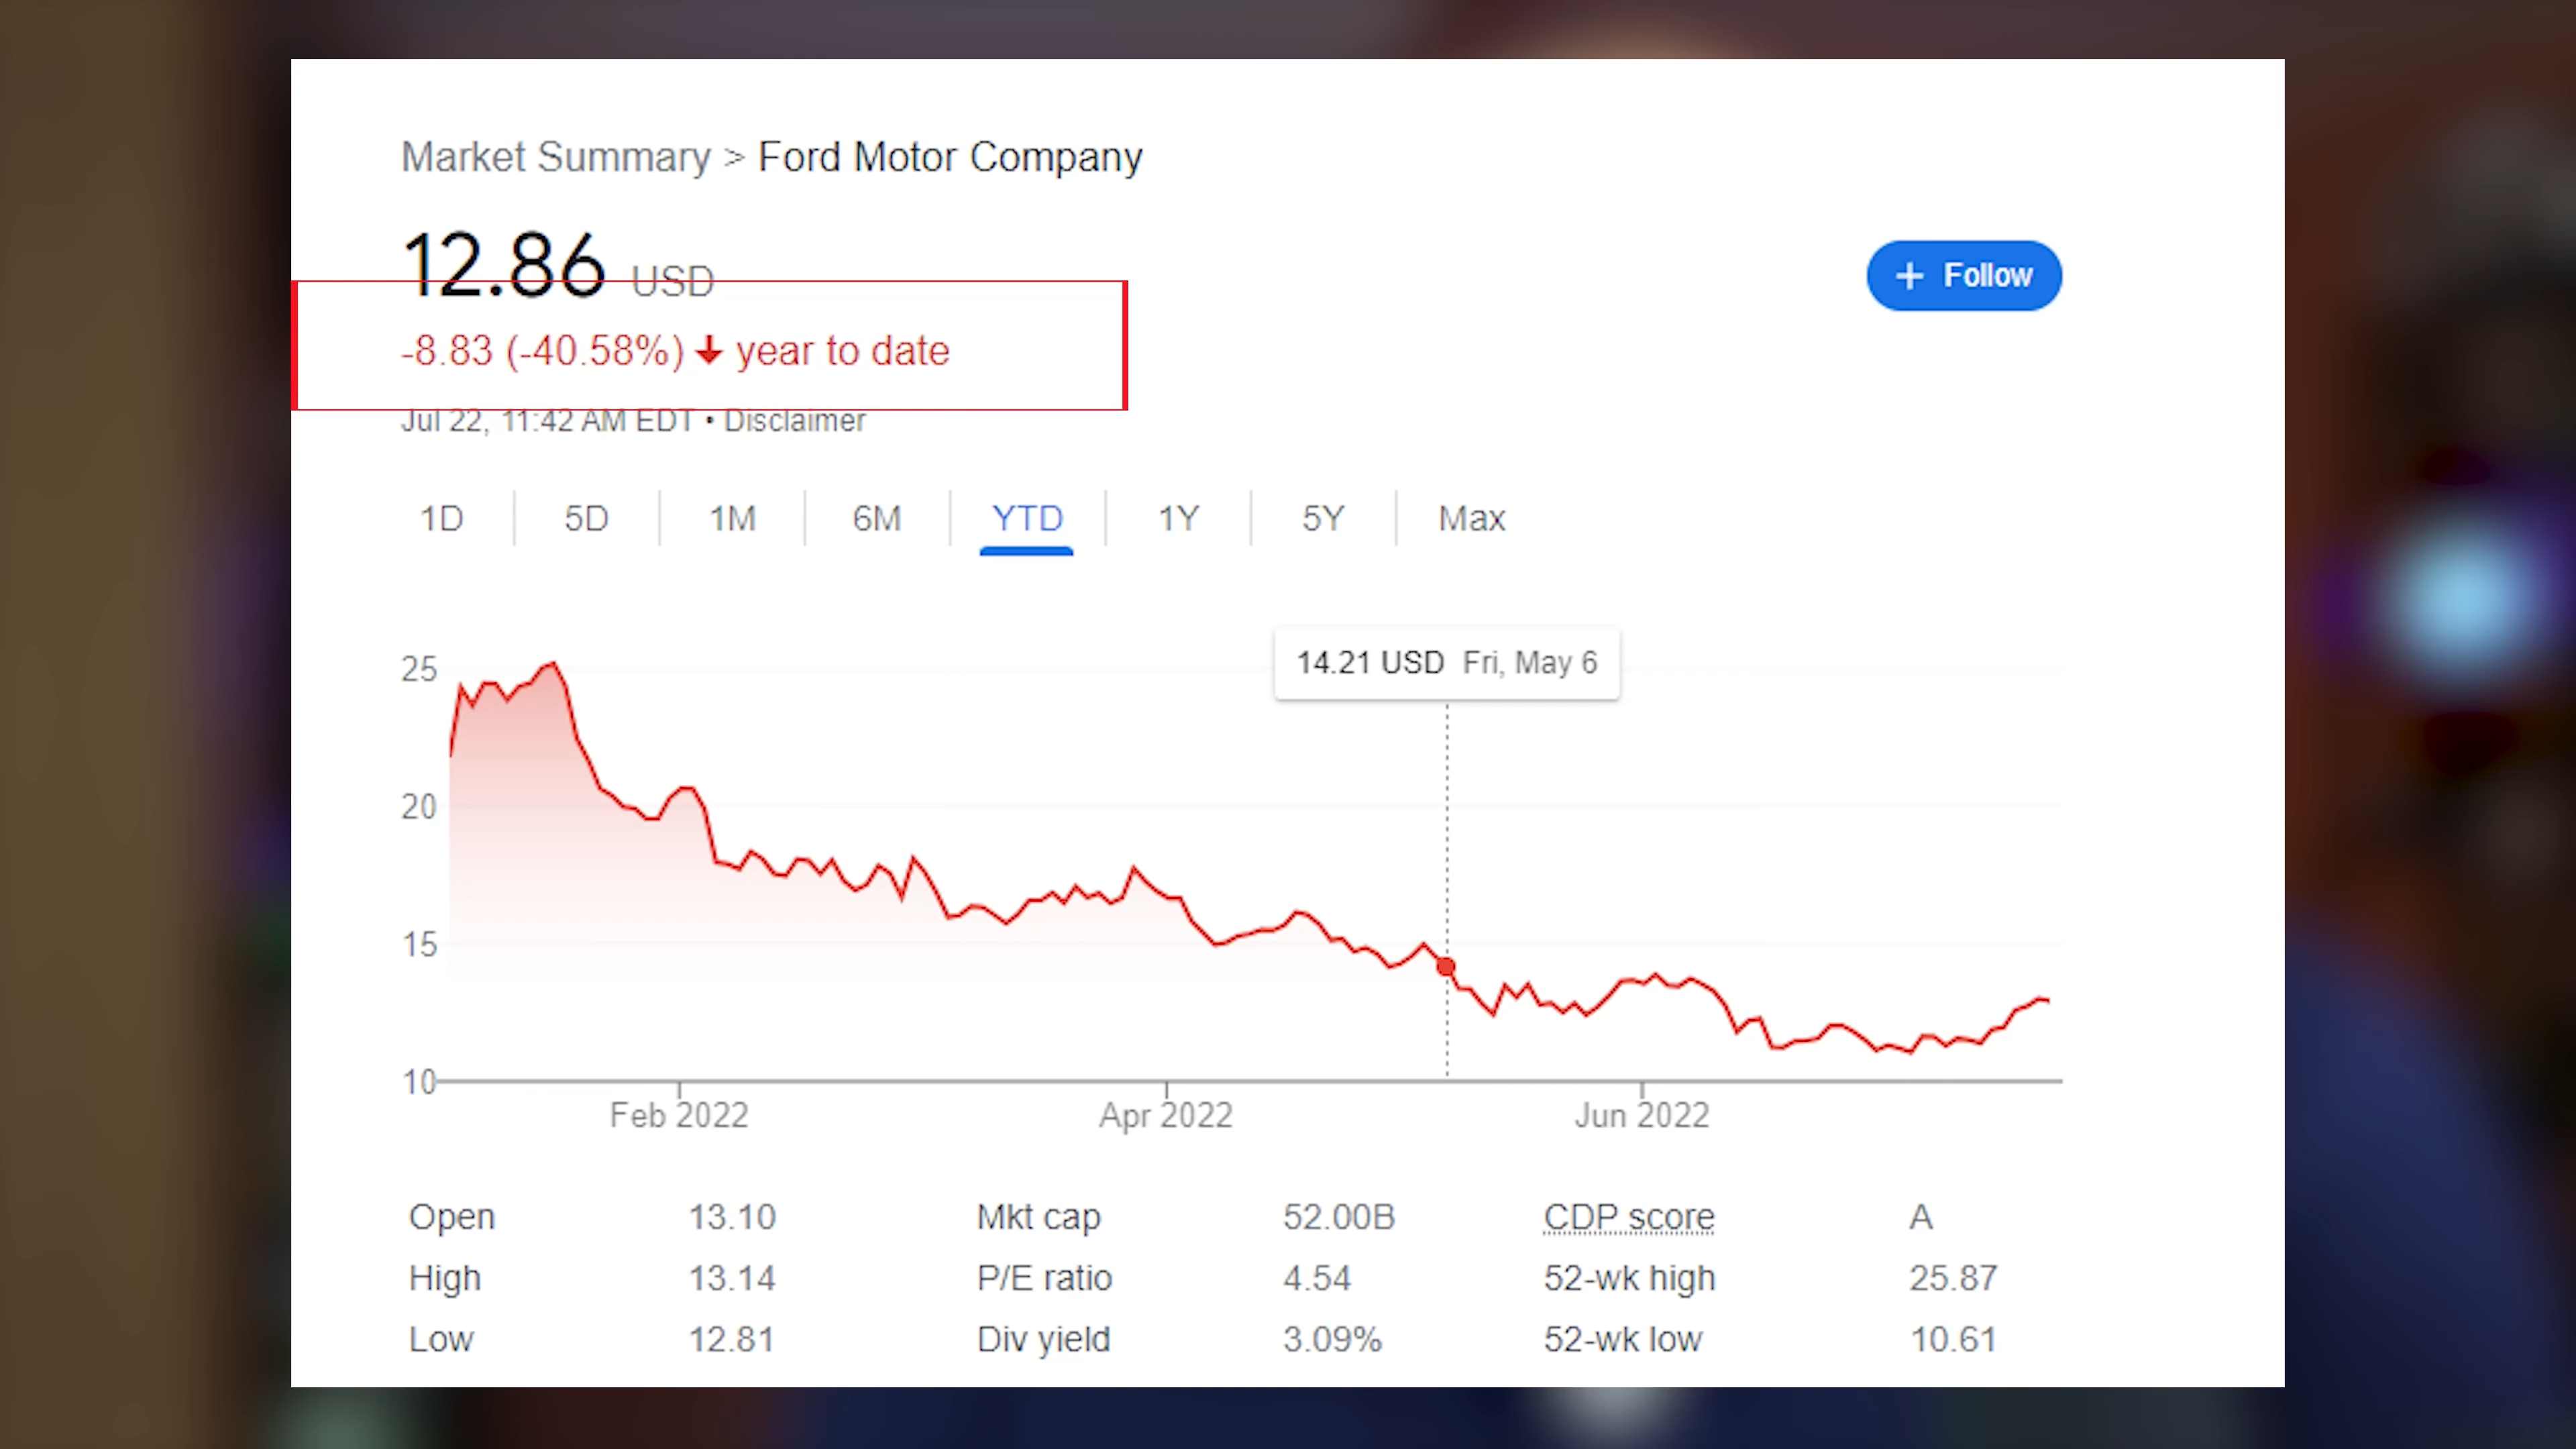 Market Summary > Ford Motor Company
12.86 USD
+ Follow
-8.83 (-40.58%) ↓ year to date
Jul 22, 11:42 AM EDT • Disclaimer
1D 5D 1M 6M YTD 1Y 5Y Max
14.21 USD Fri, May 6
25
20
15
10
Feb 2022 Apr 2022 Jun 2022
Open 13.10 Mkt cap 52.00B CDP score A
High 13.14 P/E ratio 4.54 52-wk high 25.87
Low 12.81 Div yield 3.09% 52-wk low 10.61